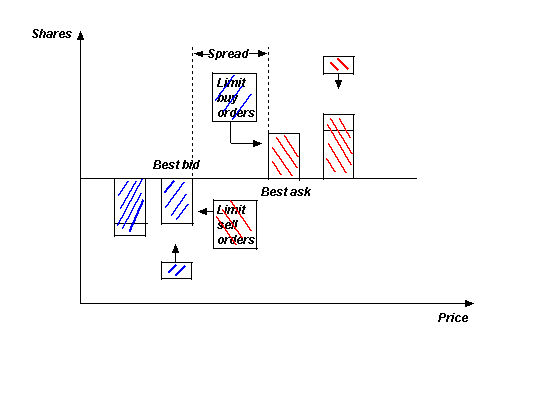 Shares
Spread
Limit
buy
orders
Best bid
Best ask
Limit
sell
orders
Price